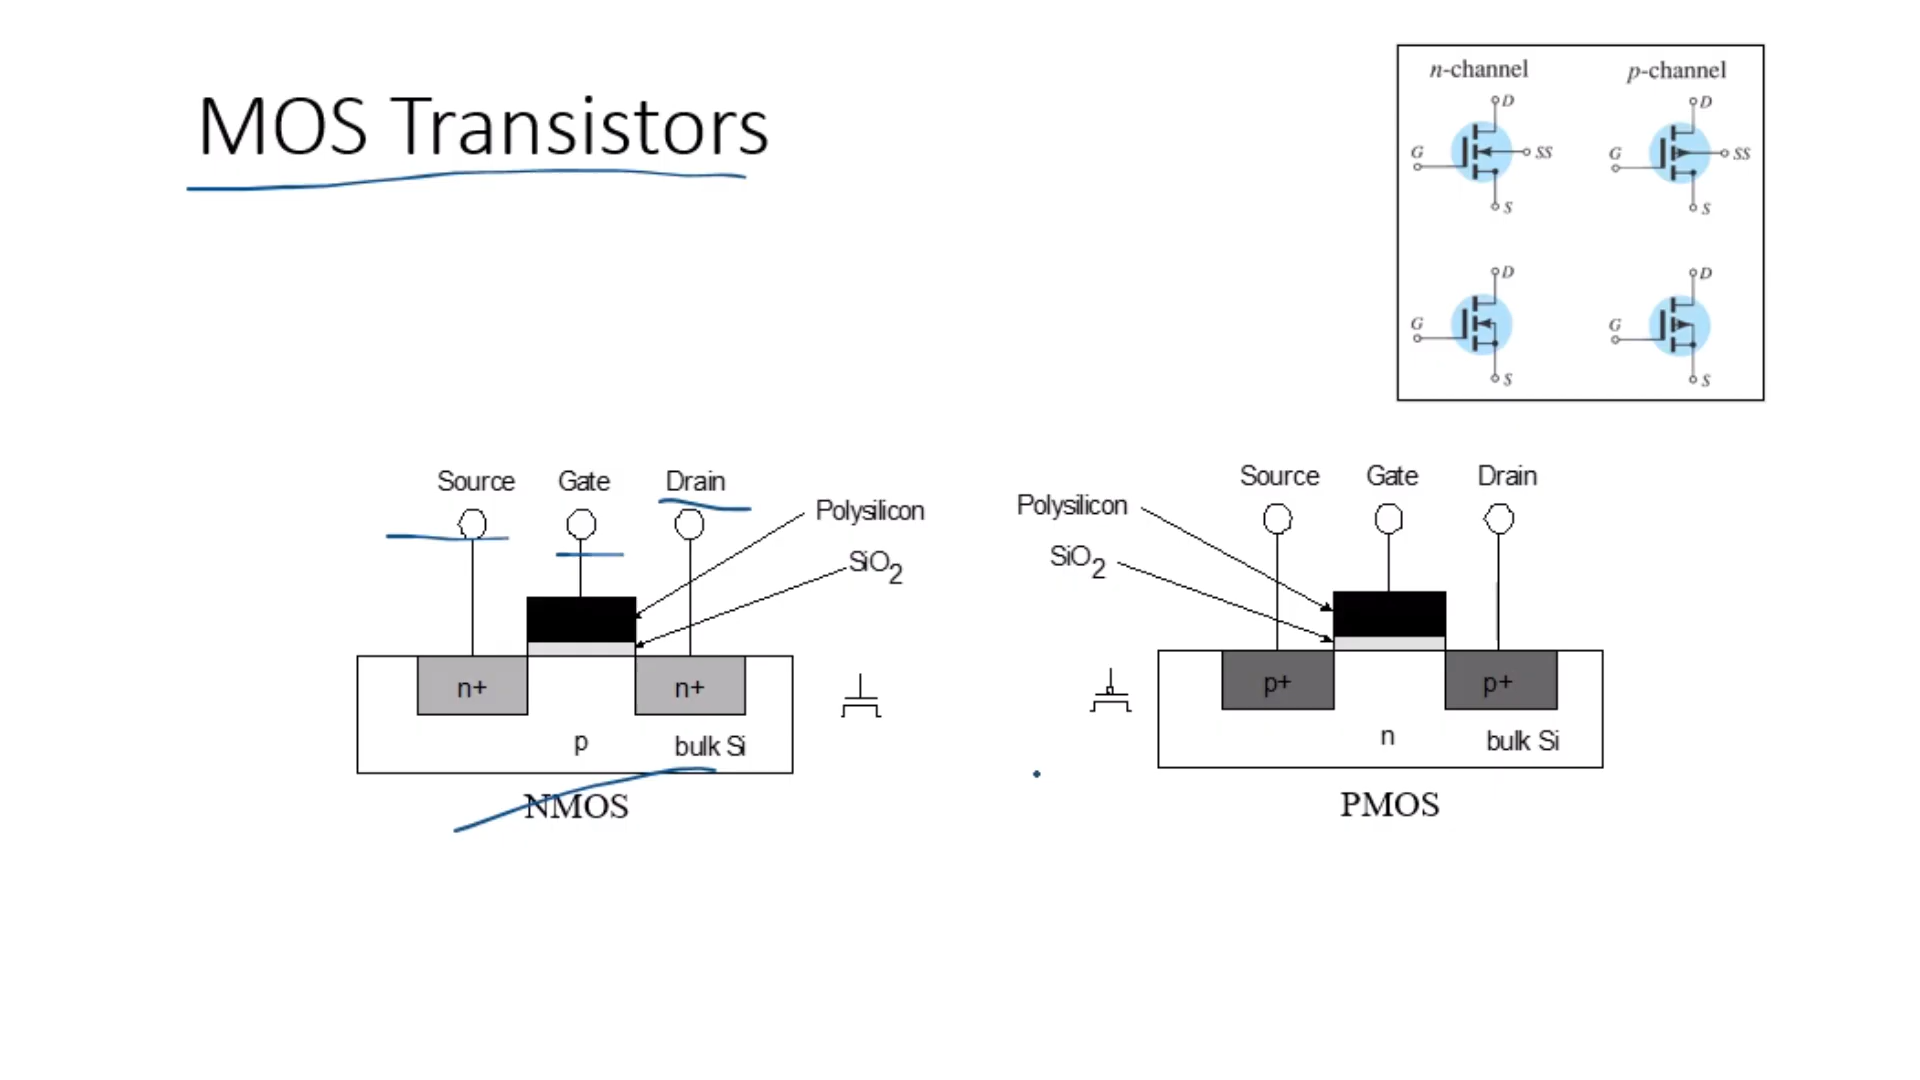 MOS Transistors
n-channel p-channel
D D
G SS G SS
S S
D D
G G
S S
Source Gate Drain
Polysilicon
SiO2
n+ n+
p bulk Si
NMOS
Source Gate Drain
Polysilicon
SiO2
p+ p+
n bulk Si
PMOS